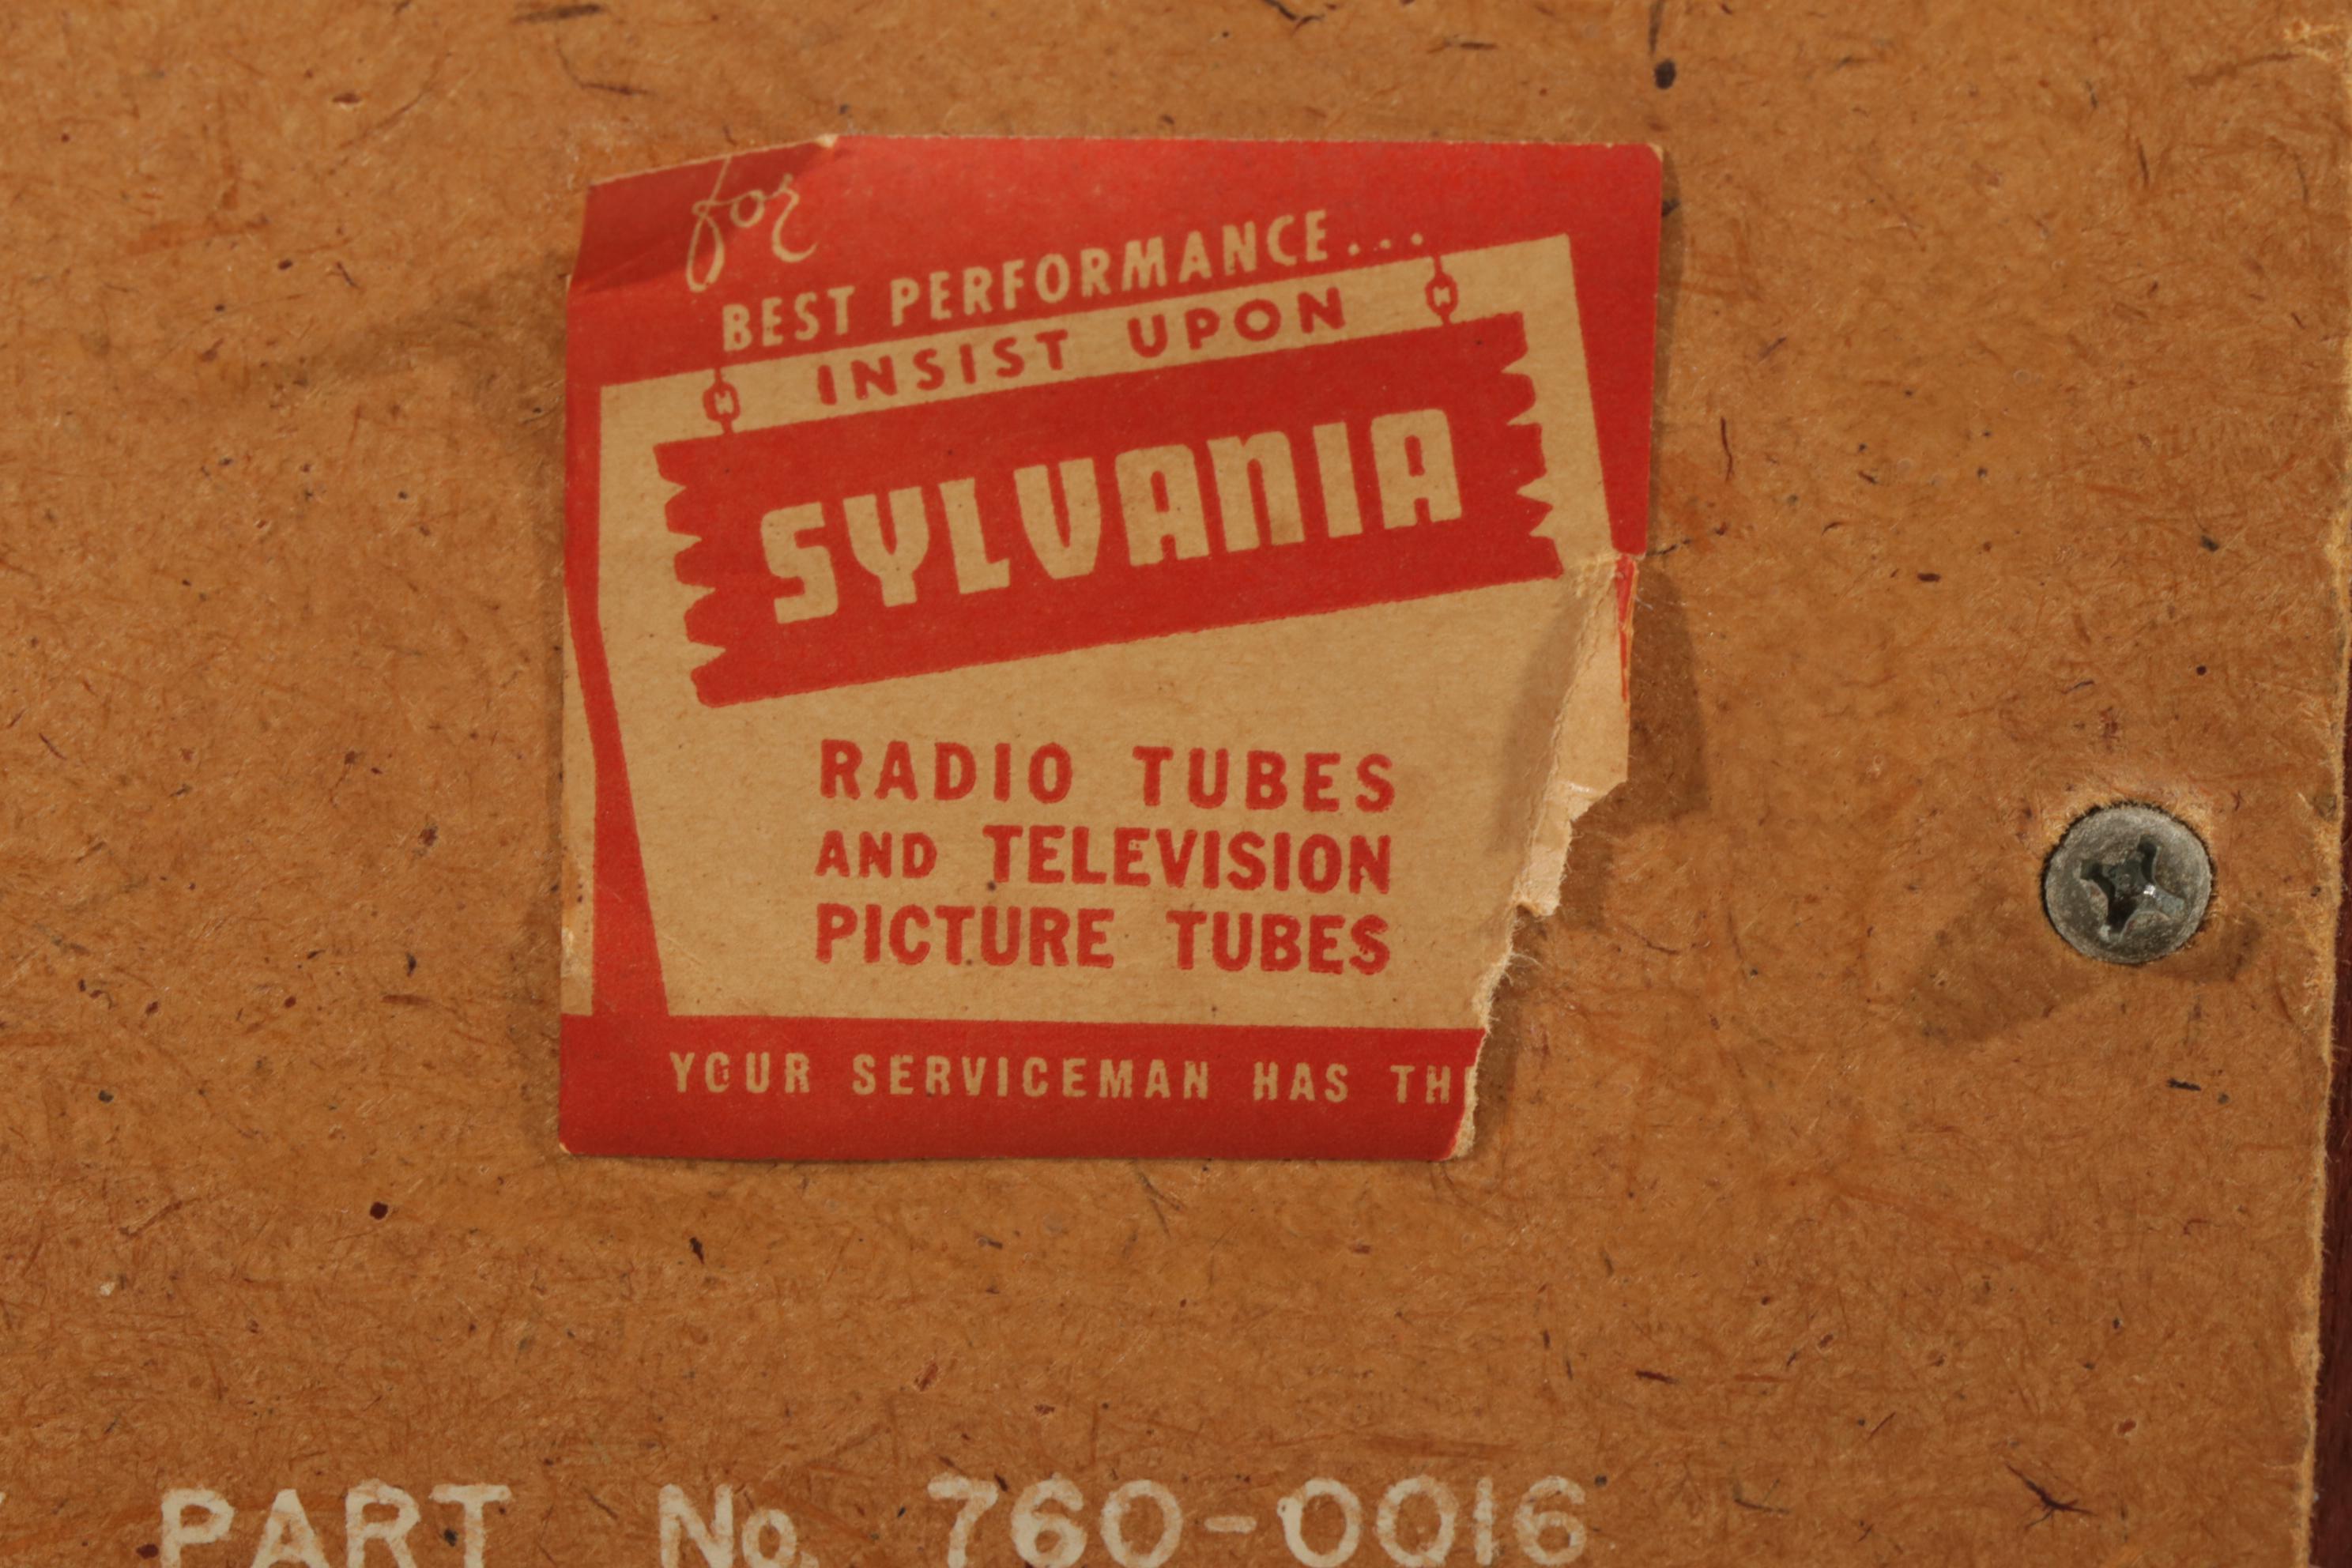 for
BEST PERFORMANCE...
INSIST UPON
SYLVANIA
RADIO TUBES
AND TELEVISION
PICTURE TUBES
YOUR SERVICEMAN HAS TH
PART No. 760-0016